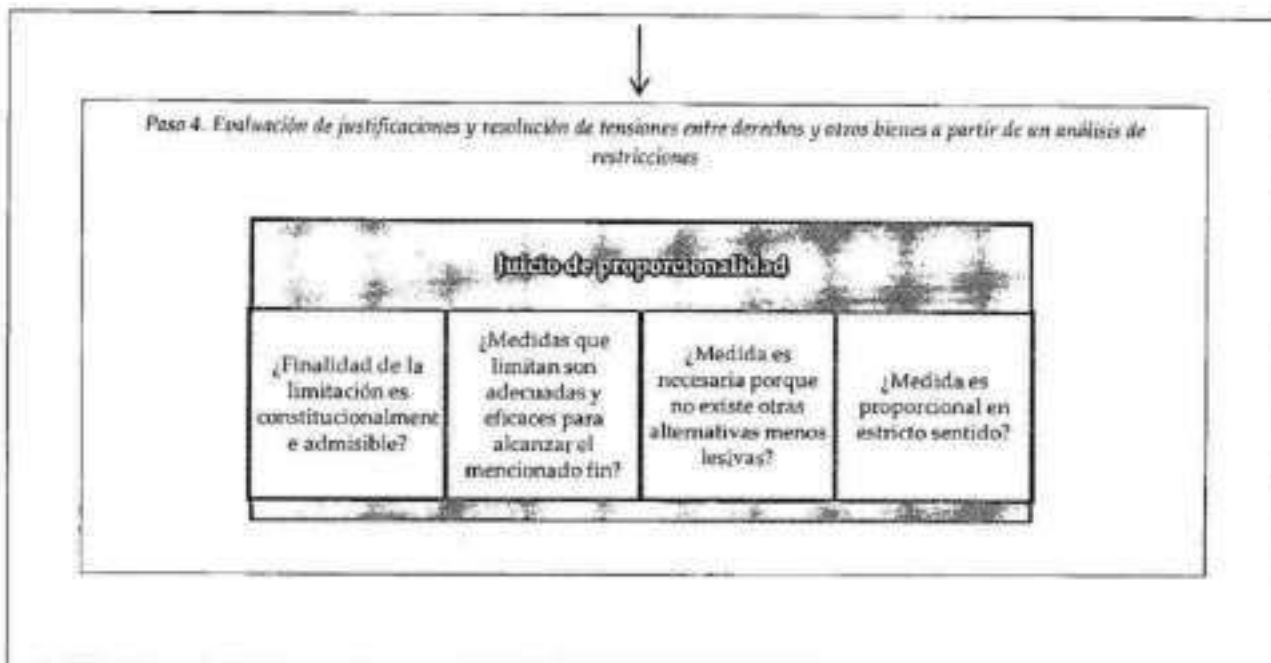 Paso 4. Evaluación de justificaciones y resolución de tensiones entre derechos y otros bienes a partir de un análisis de
restricciones
Juicio de proporcionalidad
¿Finalidad de la
limitación es
constitucionalment
e admisible?
¿Medidas que
limitan son
adecuadas y
eficaces para
alcanzar el
mencionado fin?
¿Medida es
necesaria porque
no existe otras
alternativas menos
lesivas?
¿Medida es
proporcional en
estricto sentido?